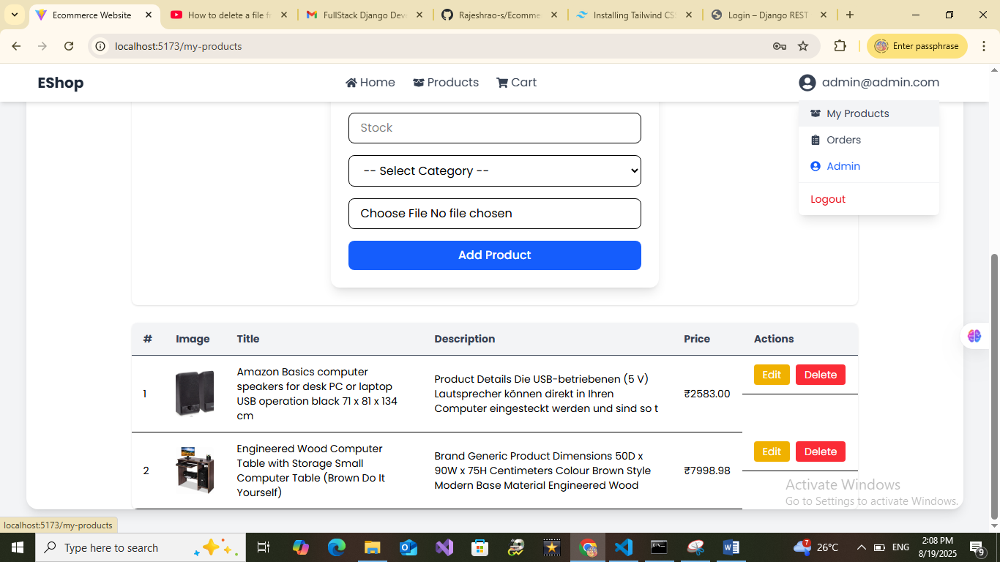 Ecommerce Website
How to delete a file f
FullStack Django Dev
Rajeshrao-s/Ecomme
Installing Tailwind CSS
Login – Django REST
localhost:5173/my-products
Enter passphrase
EShop
Home
Products
Cart
admin@admin.com
My Products
Orders
Admin
Logout
Stock
-- Select Category --
Choose File No file chosen
Add Product
# Image Title Description Price Actions
1
Amazon Basics computer
speakers for desk PC or laptop
USB operation black 71 x 81 x 134
cm
Product Details Die USB-betriebenen (5 V)
Lautsprecher können direkt in Ihren
Computer eingesteckt werden und sind so t
₹2583.00
Edit
Delete
2
Engineered Wood Computer
Table with Storage Small
Computer Table (Brown Do It
Yourself)
Brand Generic Product Dimensions 50D x
90W x 75H Centimeters Colour Brown Style
Modern Base Material Engineered Wood
₹7998.98
Edit
Delete
Activate Windows
Go to Settings to activate Windows.
localhost:5173/my-products
Type here to search
7
26°C
ENG
2:08 PM
8/19/2025
9